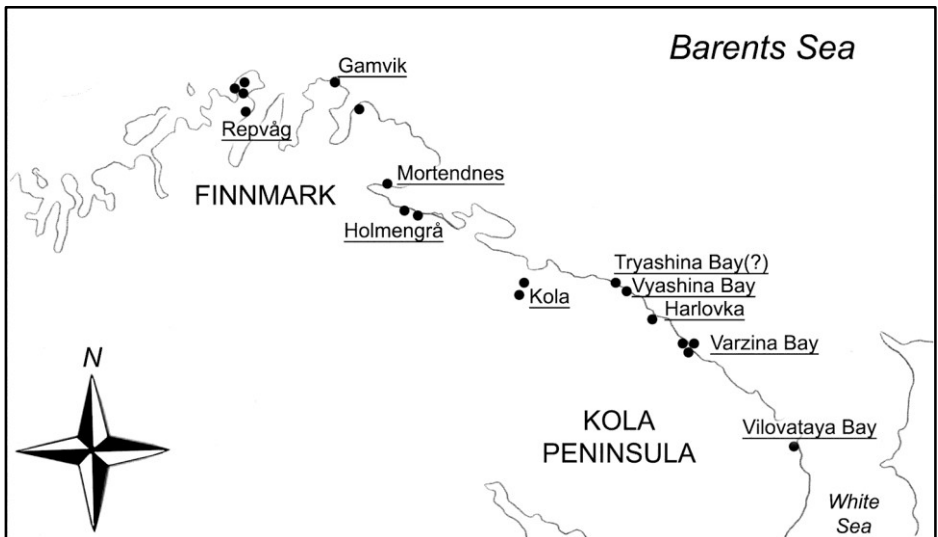 Barents Sea
Gamvik
Repvåg
Mortendnes
FINNMARK
Holmengrå
Tryashina Bay(?)
Vyashina Bay
Kola
Harlovka
Varzina Bay
N
KOLA
PENINSULA
Vilovataya Bay
White
Sea